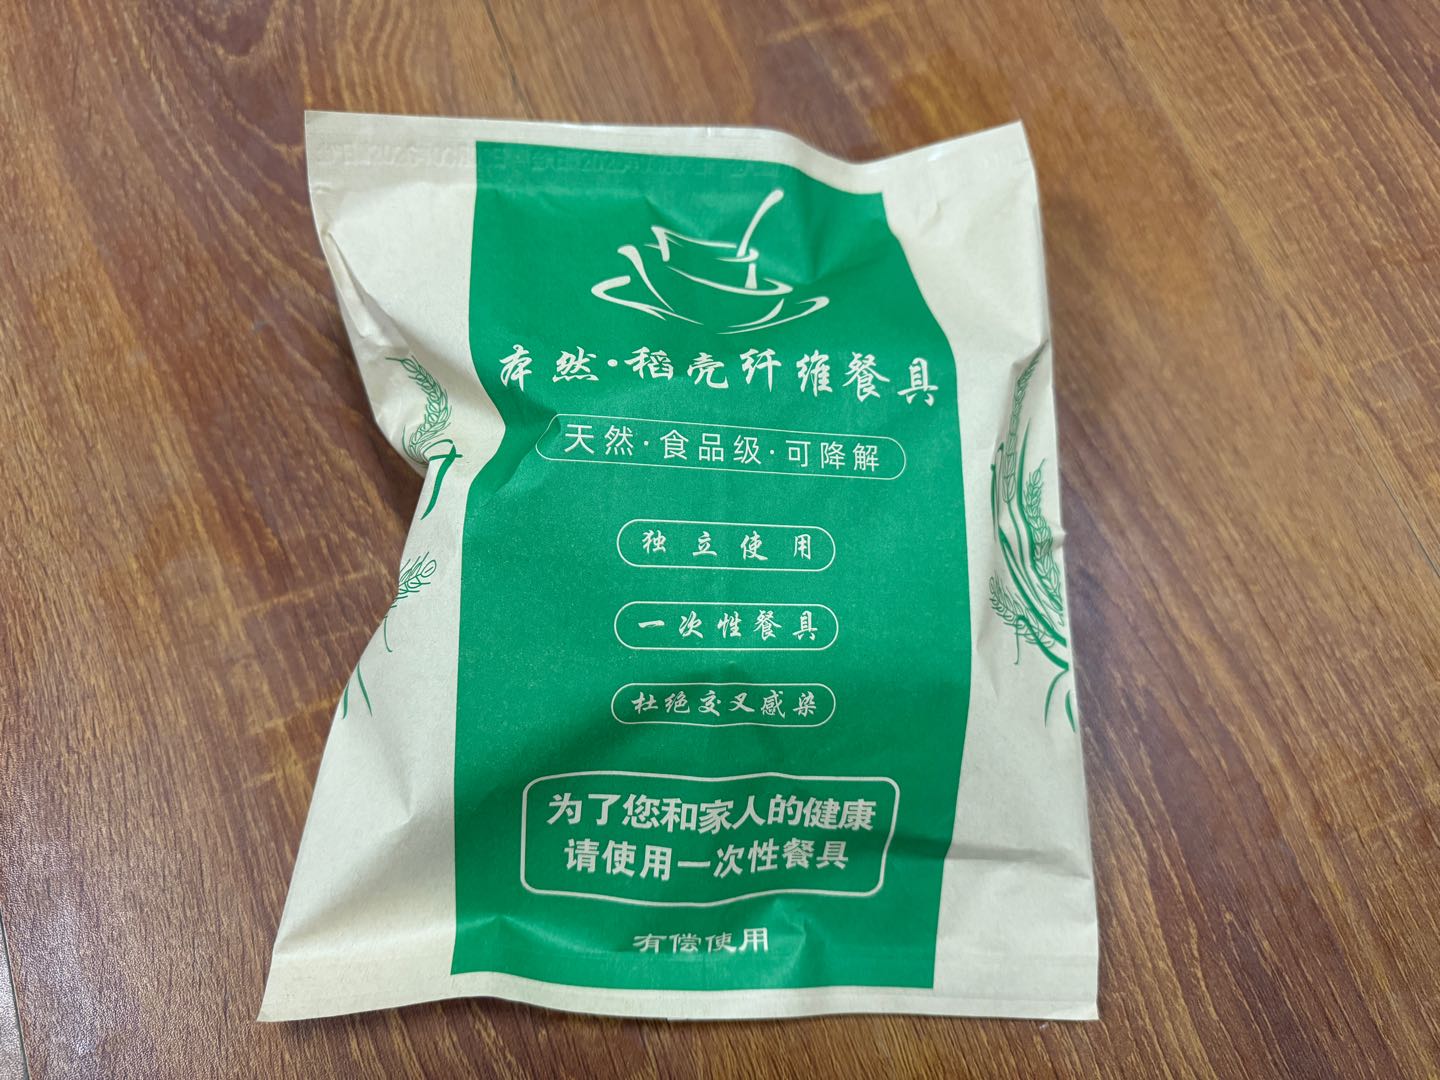 本然·稻壳纤维餐具
天然·食品级·可降解
独立使用
一次性餐具
杜绝交叉感染
为了您和家人的健康
请使用一次性餐具
有偿使用